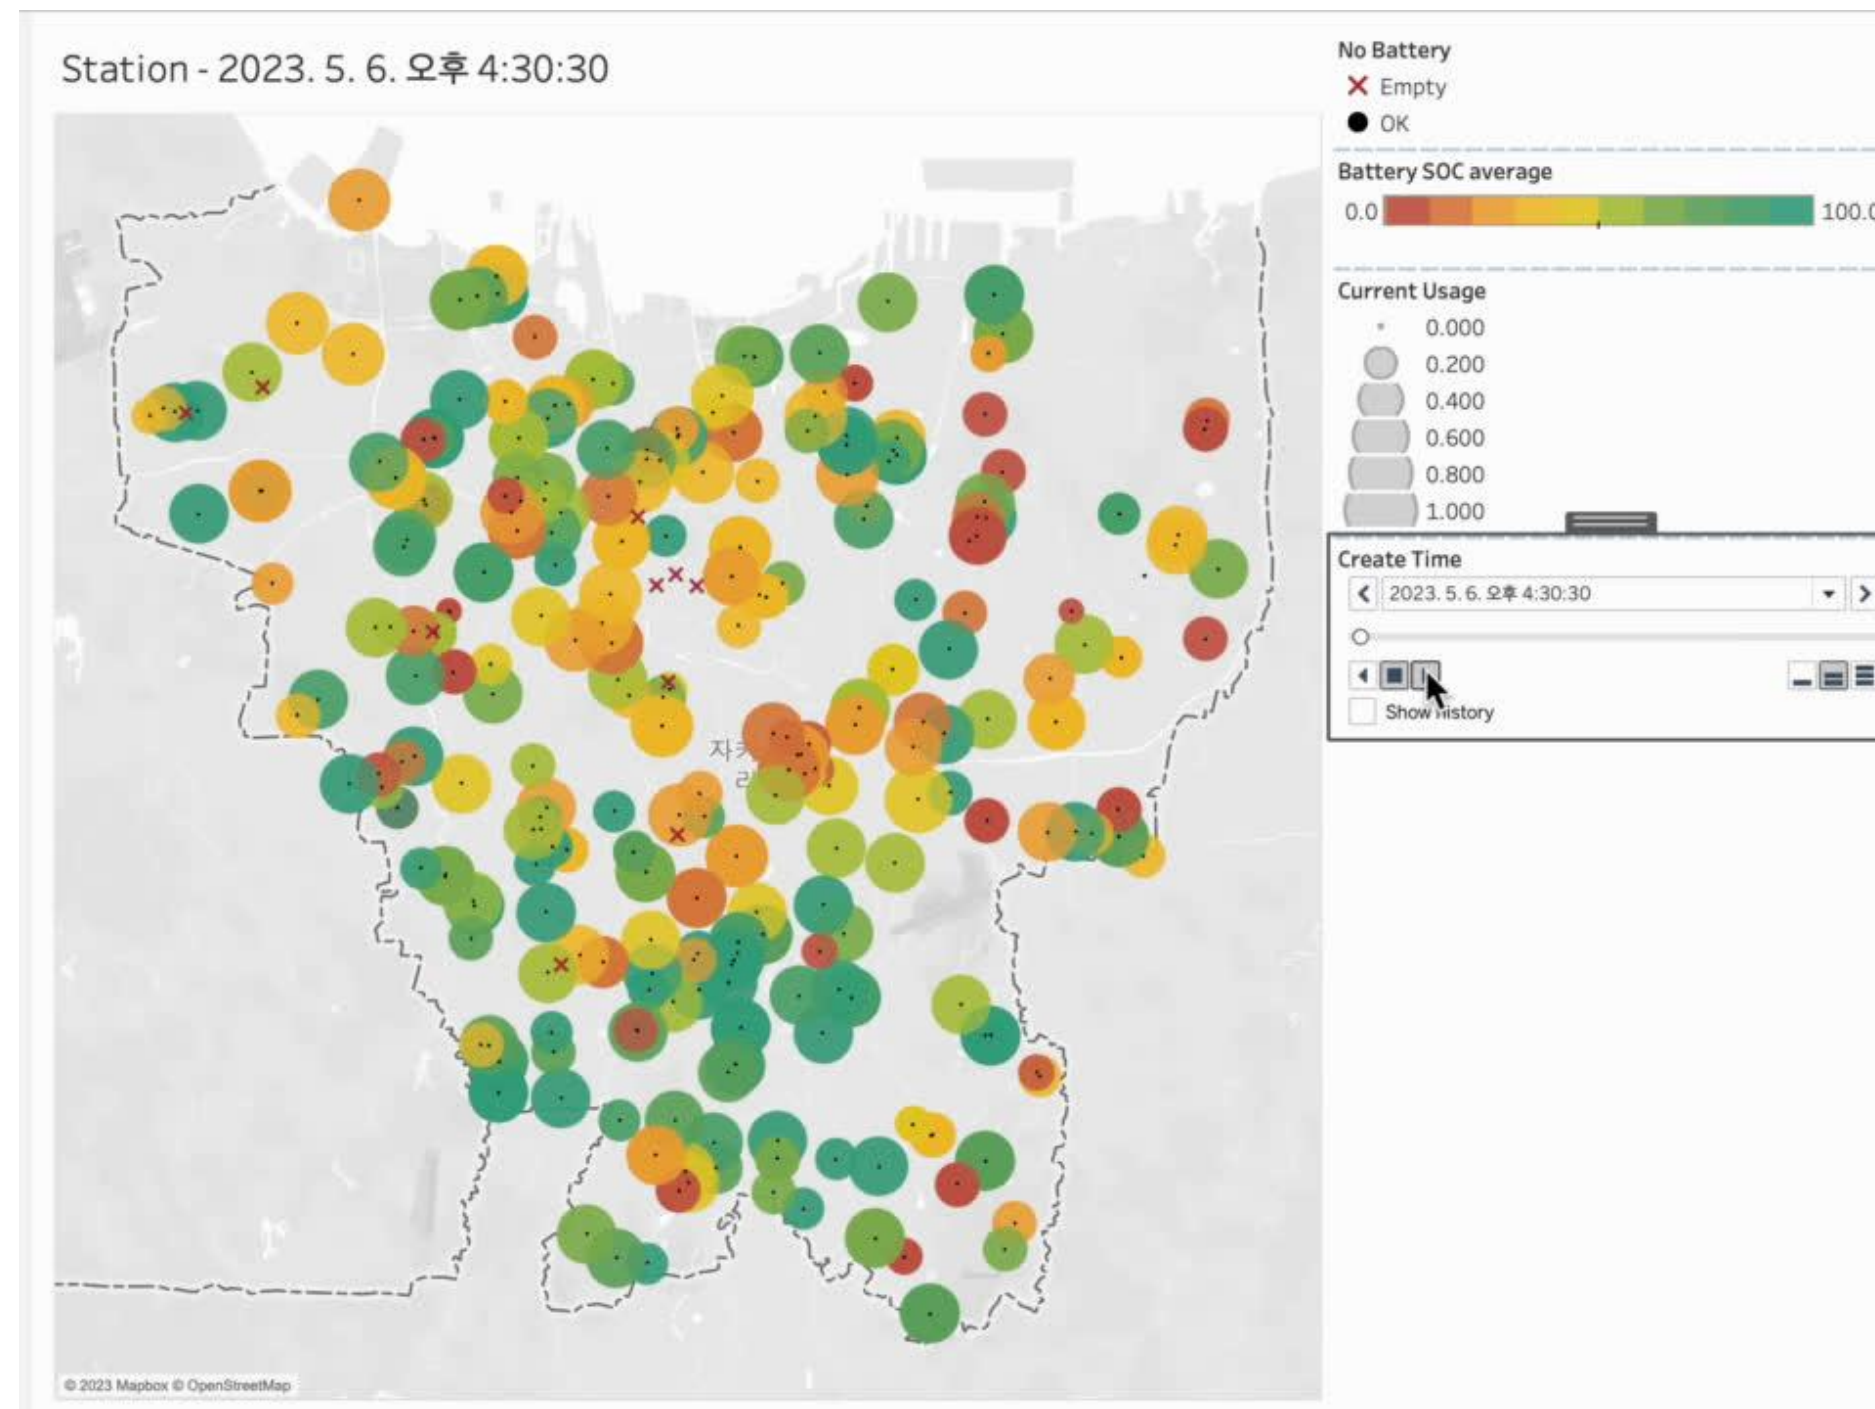 Station - 2023. 5. 6. 오후 4:30:30
No Battery
Empty
OK
Battery SOC average
0.0
100.0
Current Usage
0.000
0.200
0.400
0.600
0.800
1.000
Create Time
2023. 5. 6. 오후 4:30:30
Show history
© 2023 Mapbox © OpenStreetMap